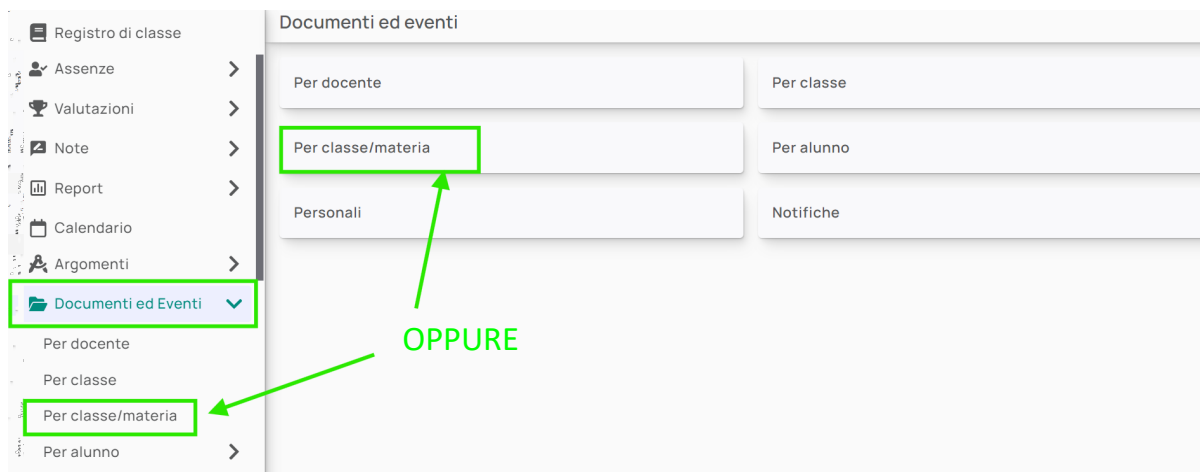 Registro di classe
Assenze
Valutazioni
Note
Report
Calendario
Argomenti
Documenti ed Eventi
Per docente
Per classe
Per classe/materia
Per alunno
Documenti ed eventi
Per docente
Per classe
Per classe/materia
Per alunno
Personali
Notifiche
OPPURE